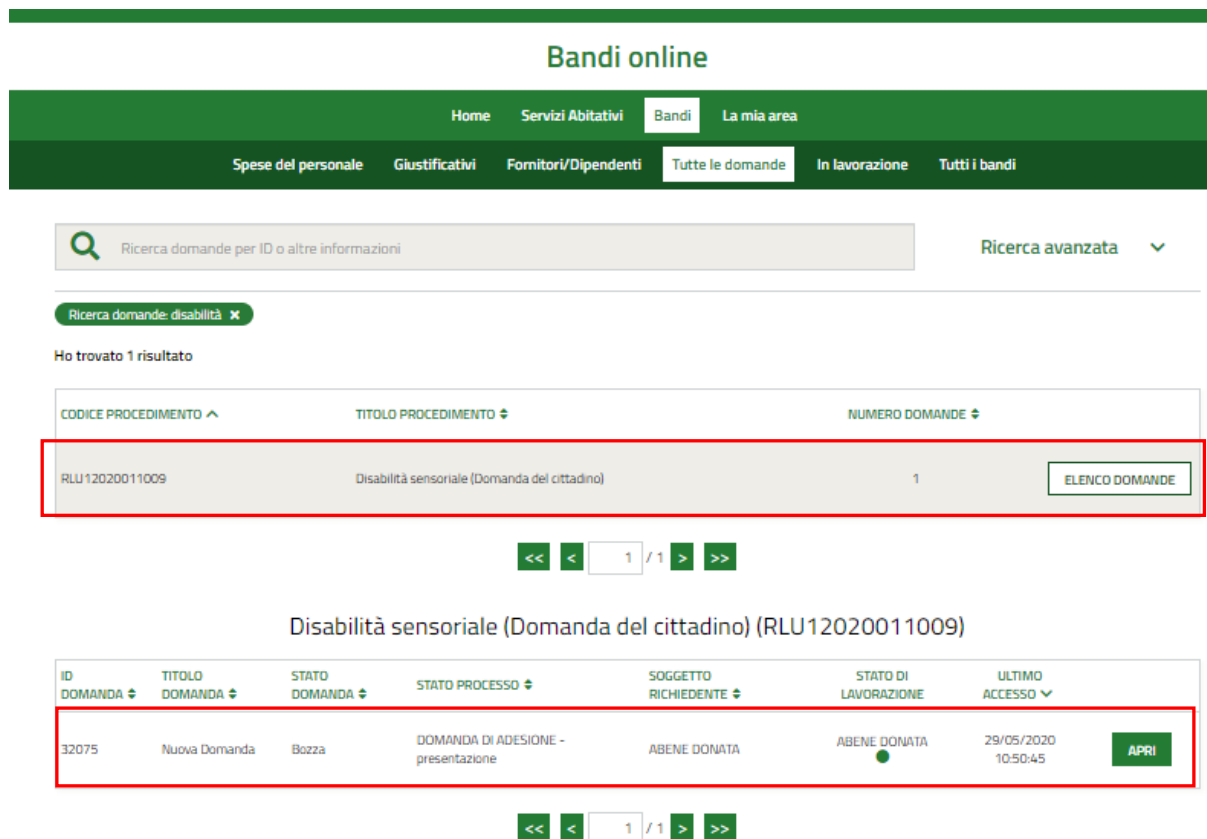 Bandi online
Home Servizi Abitativi Bandi La mia area
Spese del personale Giustificativi Fornitori/Dipendenti Tutte le domande In lavorazione Tutti i bandi
Ricerca domande per ID o altre informazioni
Ricerca avanzata
Ricerca domande: disabilità ×
Ho trovato 1 risultato
CODICE PROCEDIMENTO TITOLO PROCEDIMENTO NUMERO DOMANDE
RLU12020011009 Disabilità sensoriale (Domanda del cittadino) 1 ELENCO DOMANDE
<< < 1 / 1 > >>
Disabilità sensoriale (Domanda del cittadino) (RLU12020011009)
ID TITOLO STATO STATO PROCESSO SOGGETTO STATO DI ULTIMO
DOMANDA DOMANDA DOMANDA RICHIEDENTE LAVORAZIONE ACCESSO
32075 Nuova Domanda Bozza DOMANDA DI ADESIONE - ABENE DONATA ABENE DONATA 29/05/2020 APRI
presentazione 10:50:45
<< < 1 / 1 > >>